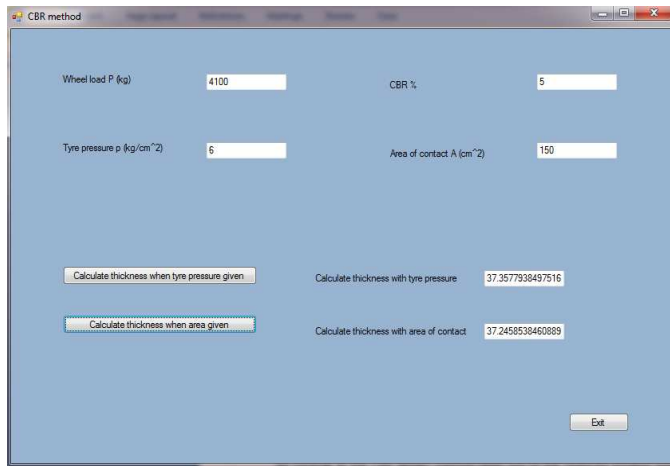 CBR method
Wheel load P (kg) 4100 CBR % 5
Tyre pressure p (kg/cm^2) 6 Area of contact A (cm^2) 150
Calculate thickness when tyre pressure given Calculate thickness with tyre pressure 37.3577938497516
Calculate thickness when area given Calculate thickness with area of contact 37.2458538460889
Exit